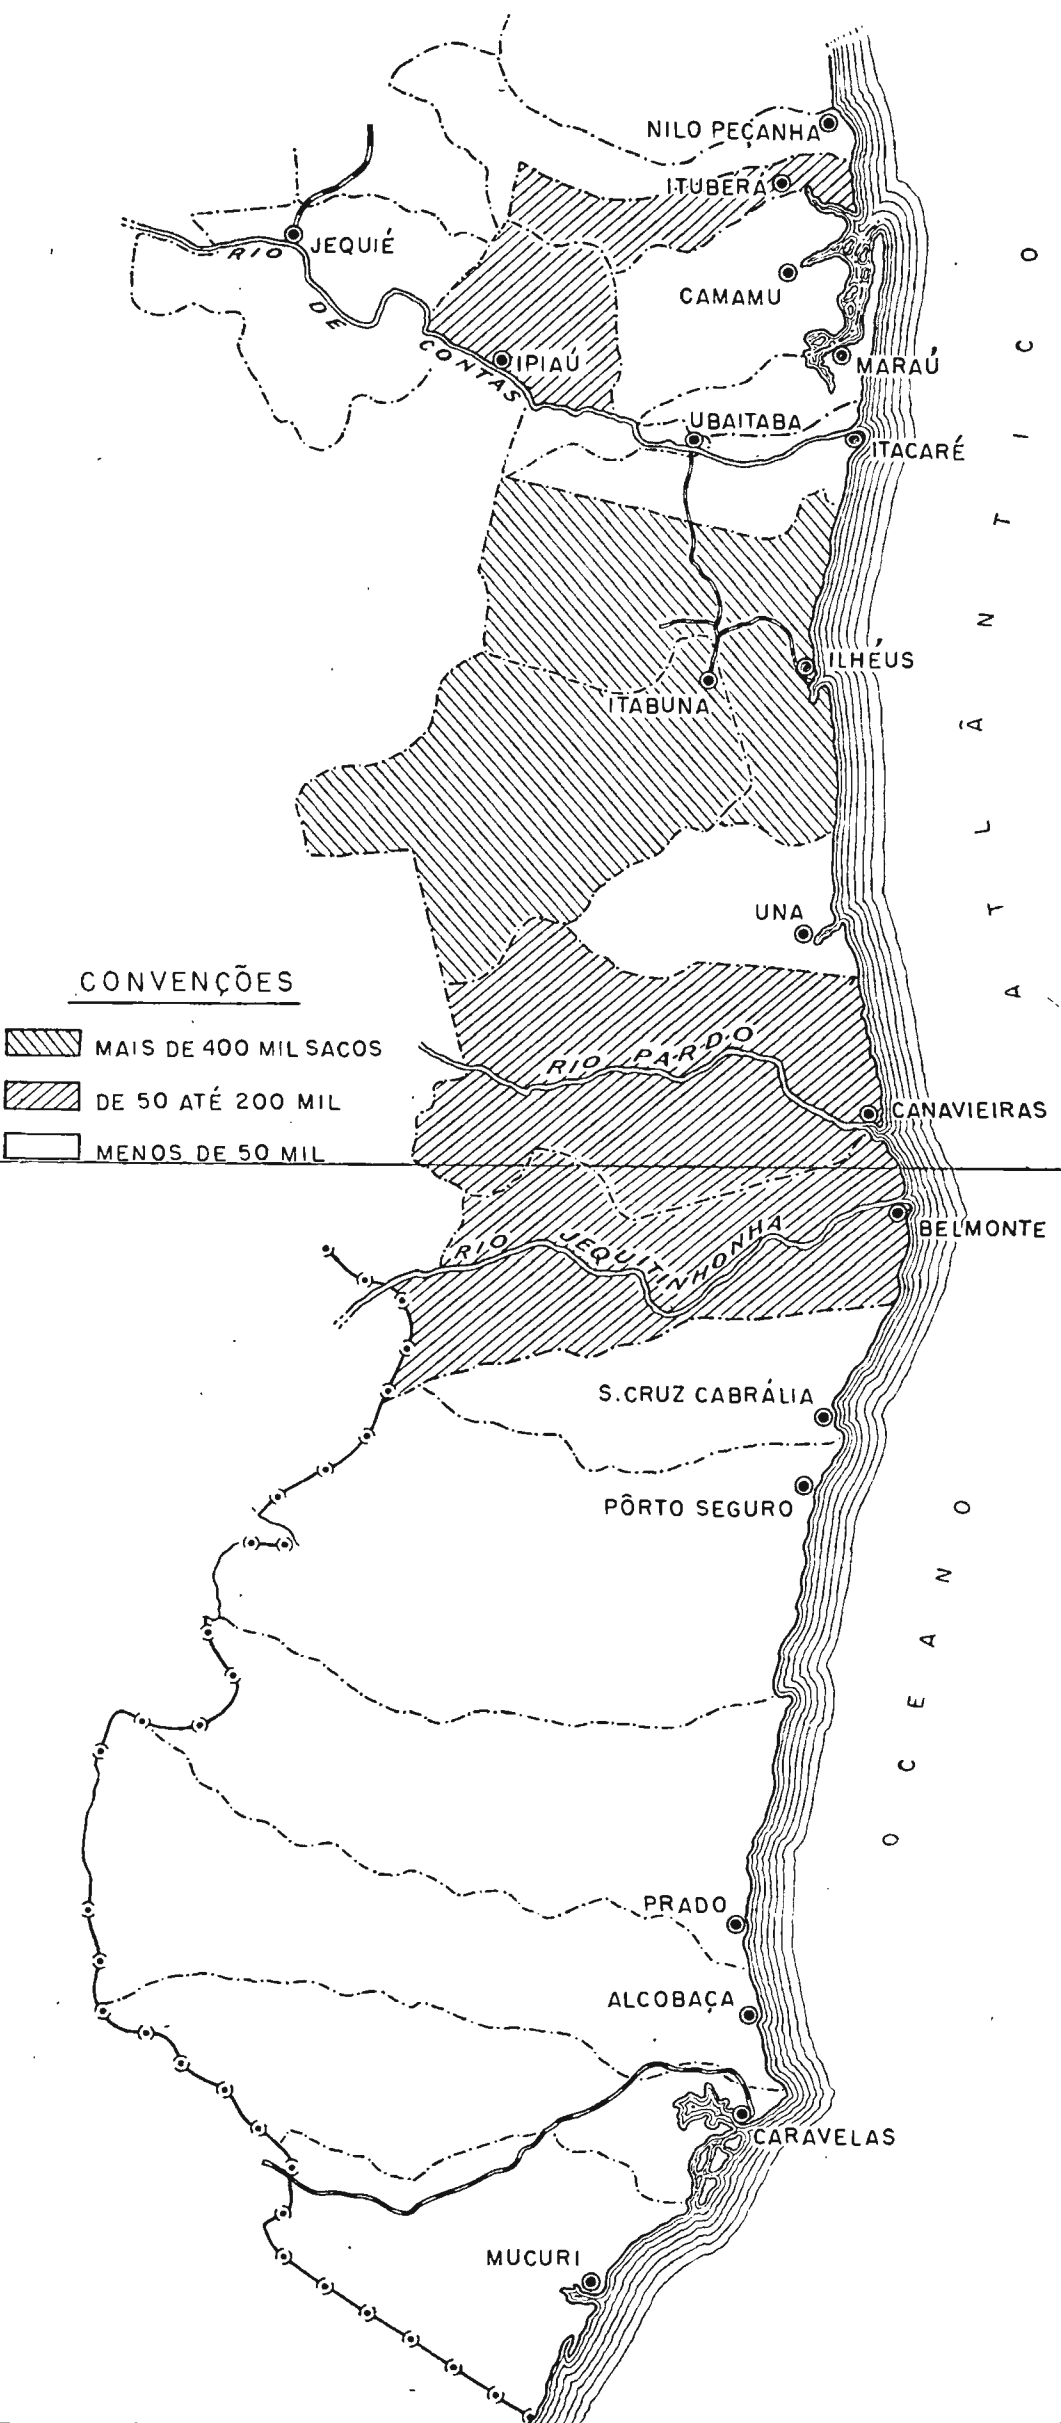 NILO PEÇANHA
ITUBERÁ
JEQUIÉ
RIO DE CONTAS
CAMAMU
IPIAÚ
MARAÚ
UBAITABA
ITACARÉ
ILHÉUS
ITABUNA
UNA
CONVENÇÕES
MAIS DE 400 MIL SACOS
DE 50 ATÉ 200 MIL
MENOS DE 50 MIL
RIO PARDO
CANAVIEIRAS
RIO JEQUITINHONHA
BELMONTE
S. CRUZ CABRÁLIA
PÔRTO SEGURO
OCEANO ATLÂNTICO
PRADO
ALCOBAÇA
CARAVELAS
MUCURI